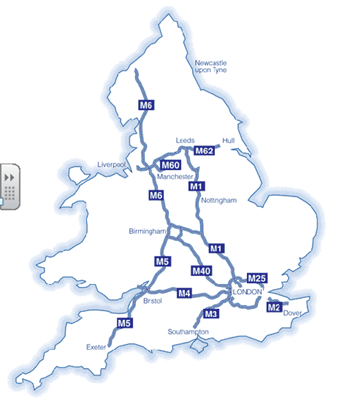 Newcastle
upon Tyne
M6
Leeds
Hull
M62
Liverpool
M60
Manchester
M6
M1
Nottingham
Birmingham
M1
M5
M40
M25
LONDON
M4
Bristol
M2
M3
Dover
M5
Southampton
Exeter